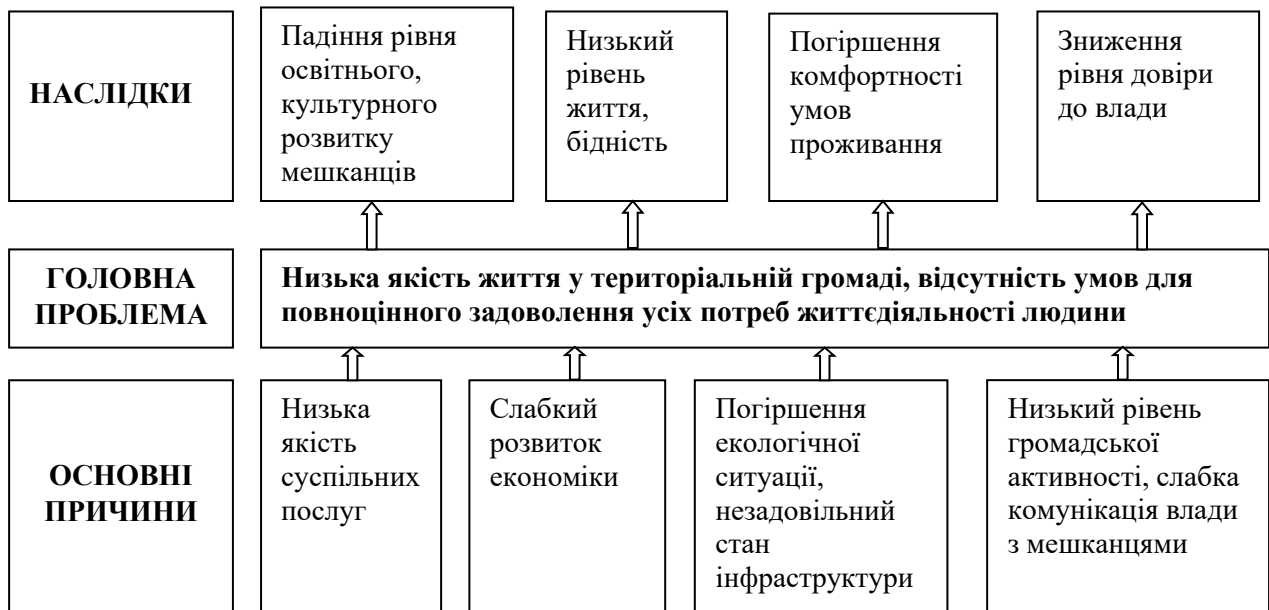 НАСЛІДКИ
Падіння рівня
освітнього,
культурного
розвитку
мешканців
Низький
рівень
життя,
бідність
Погіршення
комфортності
умов
проживання
Зниження
рівня довіри
до влади
ГОЛОВНА
ПРОБЛЕМА
Низька якість життя у територіальній громаді, відсутність умов для
повноцінного задоволення усіх потреб життєдіяльності людини
ОСНОВНІ
ПРИЧИНИ
Низька
якість
суспільних
послуг
Слабкий
розвиток
економіки
Погіршення
екологічної
ситуації,
незадовільний
стан
інфраструктури
Низький рівень
громадської
активності, слабка
комунікація влади
з мешканцями